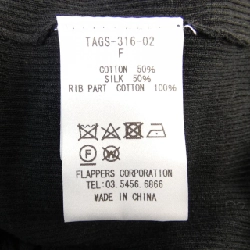 TAGS-316-02
F
COTTON 50%
SILK 50%
RIB PART COTTON 100%
F
W
FLAPPERS CORPORATION
TEL:03.5456.6866
MADE IN CHINA